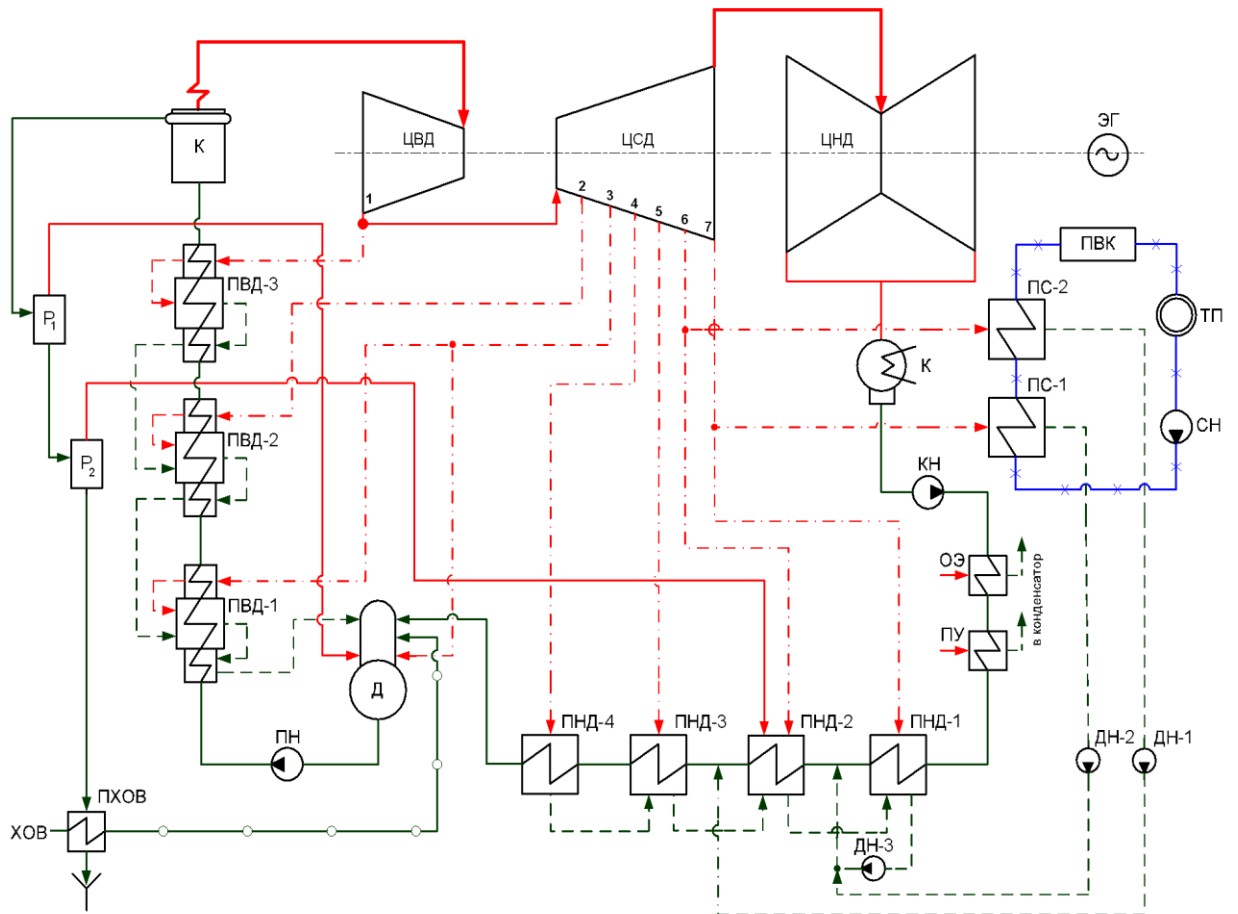 ЭГ
К
ЦВД
ЦСД
ЦНД
1
2
3
4
5
6
7
ПВК
ПВД-3
ПС-2
ТП
Р1
К
ПС-1
СН
ПВД-2
Р2
КН
ОЭ
в конденсатор
ПВД-1
ПУ
Д
ПН
ПНД-4
ПНД-3
ПНД-2
ПНД-1
ДН-2
ДН-1
ПХОВ
ХОВ
ДН-3